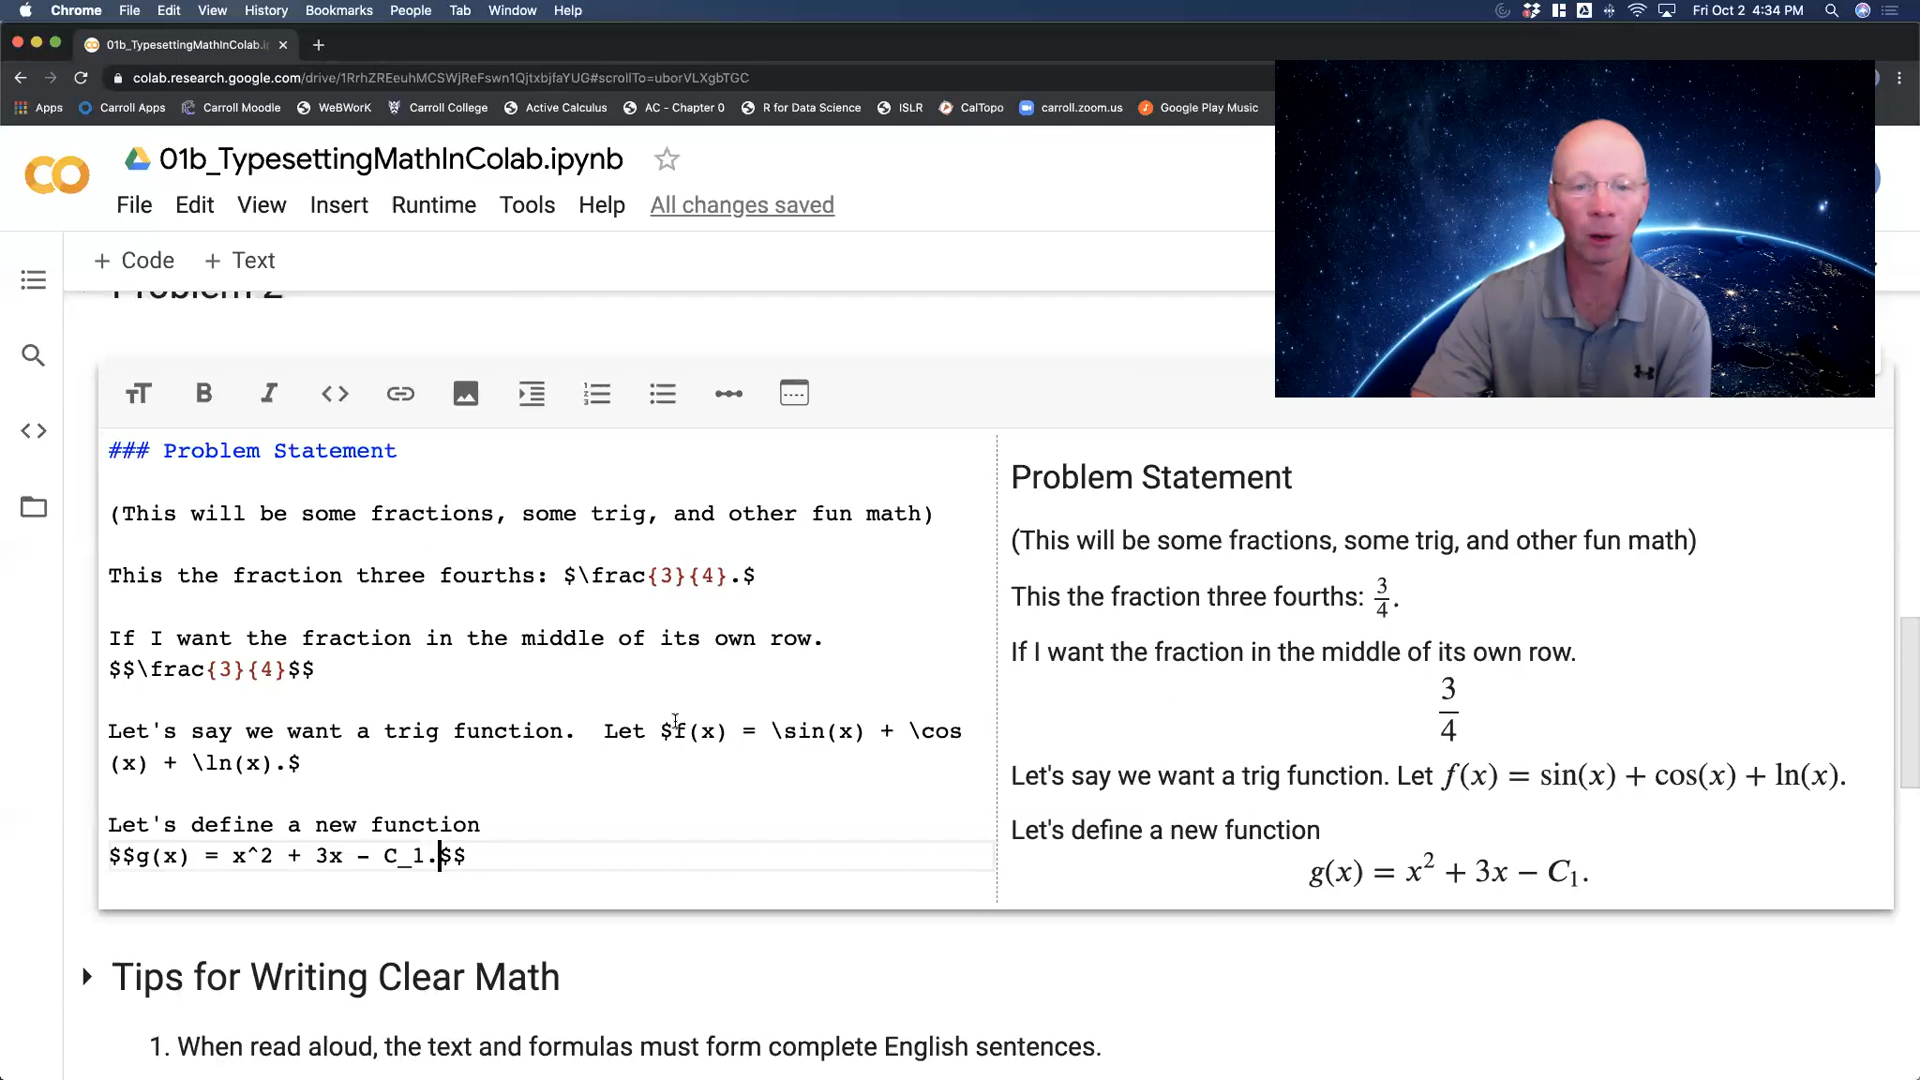 Chrome File Edit View History Bookmarks People Tab Window Help Fri Oct 2 4:34 PM
01b_TypesettingMathInColab.i
colab.research.google.com/drive/1RrhZREEuhMCSWjReFswn1QjtxbjfaYUG#scrollTo=uborVLXgbTGC
Apps Carroll Apps Carroll Moodle WeBWorK Carroll College Active Calculus AC - Chapter 0 R for Data Science ISLR CalTopo carroll.zoom.us Google Play Music
01b_TypesettingMathInColab.ipynb
File Edit View Insert Runtime Tools Help All changes saved
+ Code + Text
Problem 2
### Problem Statement
(This will be some fractions, some trig, and other fun math)
This the fraction three fourths: $\frac{3}{4}.$
If I want the fraction in the middle of its own row.
$$\frac{3}{4}$$
Let's say we want a trig function.  Let $f(x) = \sin(x) + \cos
(x) + \ln(x).$
Let's define a new function
$$g(x) = x^2 + 3x - C_1.$$
Problem Statement
(This will be some fractions, some trig, and other fun math)
This the fraction three fourths: 3/4.
If I want the fraction in the middle of its own row.
3
4
Let's say we want a trig function. Let f(x) = sin(x) + cos(x) + ln(x).
Let's define a new function
g(x) = x² + 3x − C₁.
Tips for Writing Clear Math
1. When read aloud, the text and formulas must form complete English sentences.